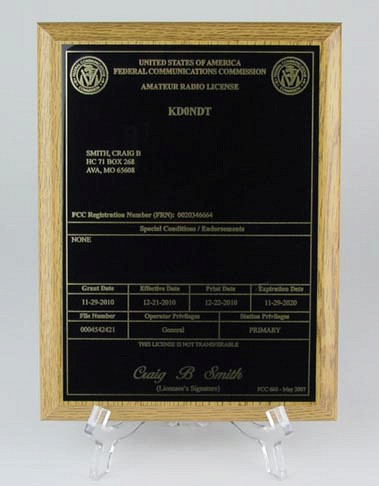 UNITED STATES OF AMERICA
FEDERAL COMMUNICATIONS COMMISSION
AMATEUR RADIO LICENSE
KD0NDT
SMITH, CRAIG B
HC 71 BOX 268
AVA, MO 65608
FCC Registration Number (FRN): 0020346664
Special Conditions / Endorsements
NONE
Grant Date Effective Date Print Date Expiration Date
11-29-2010 12-21-2010 12-22-2010 11-29-2020
File Number Operator Privileges Station Privileges
0004542421 General PRIMARY
THIS LICENSE IS NOT TRANSFERABLE
Craig B Smith
(Licensee's Signature)
FCC 660 - May 2007